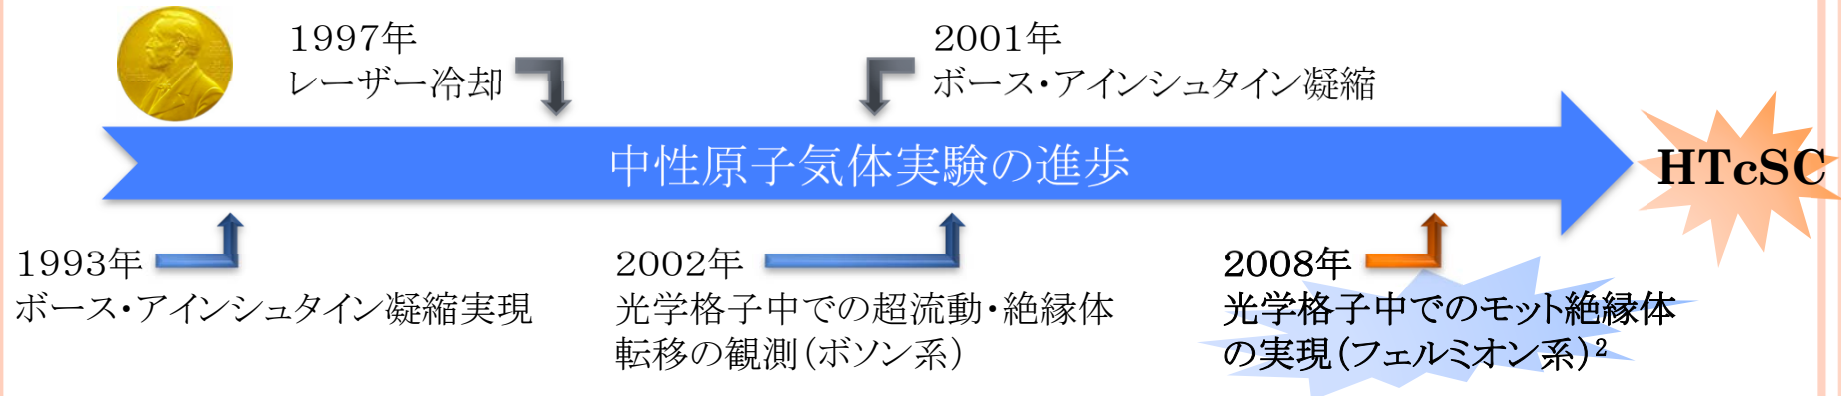 1997年
レーザー冷却
2001年
ボース・アインシュタイン凝縮
中性原子気体実験の進歩
HTcSC
1993年
ボース・アインシュタイン凝縮実現
2002年
光学格子中での超流動・絶縁体
転移の観測(ボソン系)
2008年
光学格子中でのモット絶縁体
の実現(フェルミオン系)²